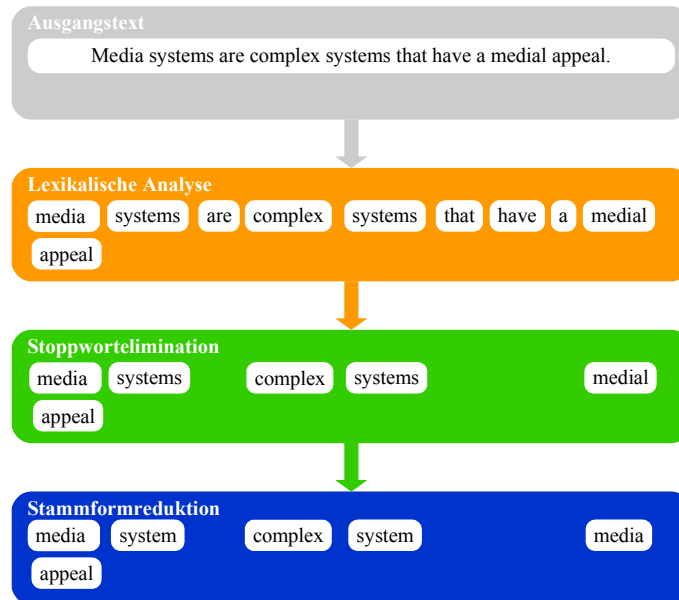 Ausgangstext
Media systems are complex systems that have a medial appeal.
Lexikalische Analyse
media systems are complex systems that have a medial
appeal
Stoppwortelimination
media systems complex systems medial
appeal
Stammformreduktion
media system complex system media
appeal